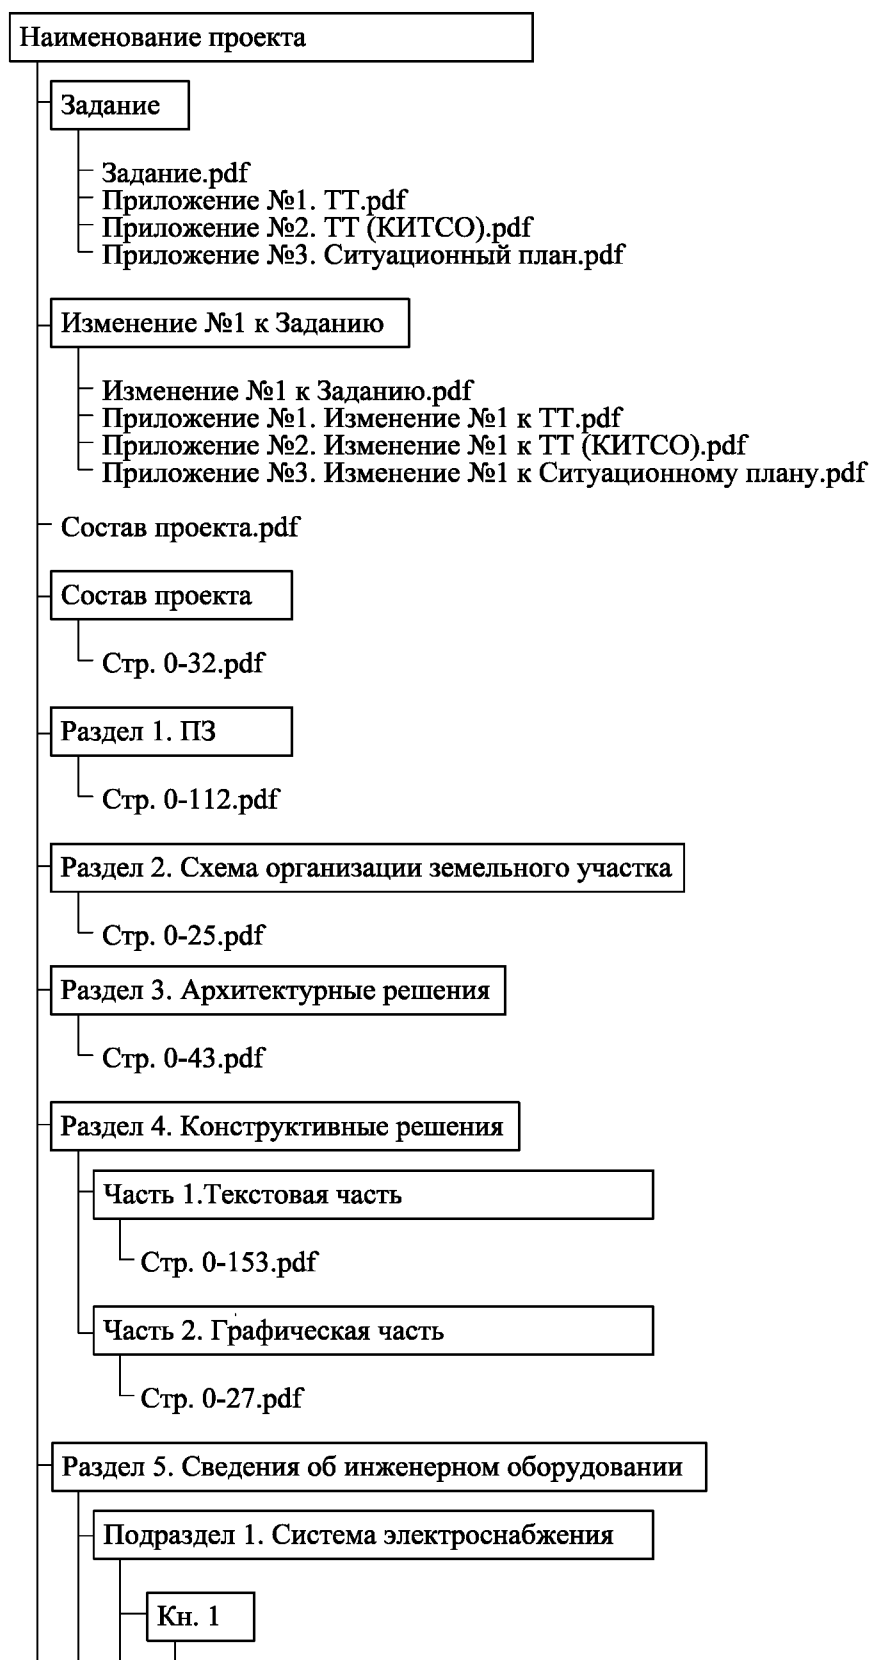 Наименование проекта
Задание
Задание.pdf
Приложение №1. ТТ.pdf
Приложение №2. ТТ (КИТСО).pdf
Приложение №3. Ситуационный план.pdf
Изменение №1 к Заданию
Изменение №1 к Заданию.pdf
Приложение №1. Изменение №1 к ТТ.pdf
Приложение №2. Изменение №1 к ТТ (КИТСО).pdf
Приложение №3. Изменение №1 к Ситуационному плану.pdf
Состав проекта.pdf
Состав проекта
Стр. 0-32.pdf
Раздел 1. ПЗ
Стр. 0-112.pdf
Раздел 2. Схема организации земельного участка
Стр. 0-25.pdf
Раздел 3. Архитектурные решения
Стр. 0-43.pdf
Раздел 4. Конструктивные решения
Часть 1.Текстовая часть
Стр. 0-153.pdf
Часть 2. Графическая часть
Стр. 0-27.pdf
Раздел 5. Сведения об инженерном оборудовании
Подраздел 1. Система электроснабжения
Кн. 1